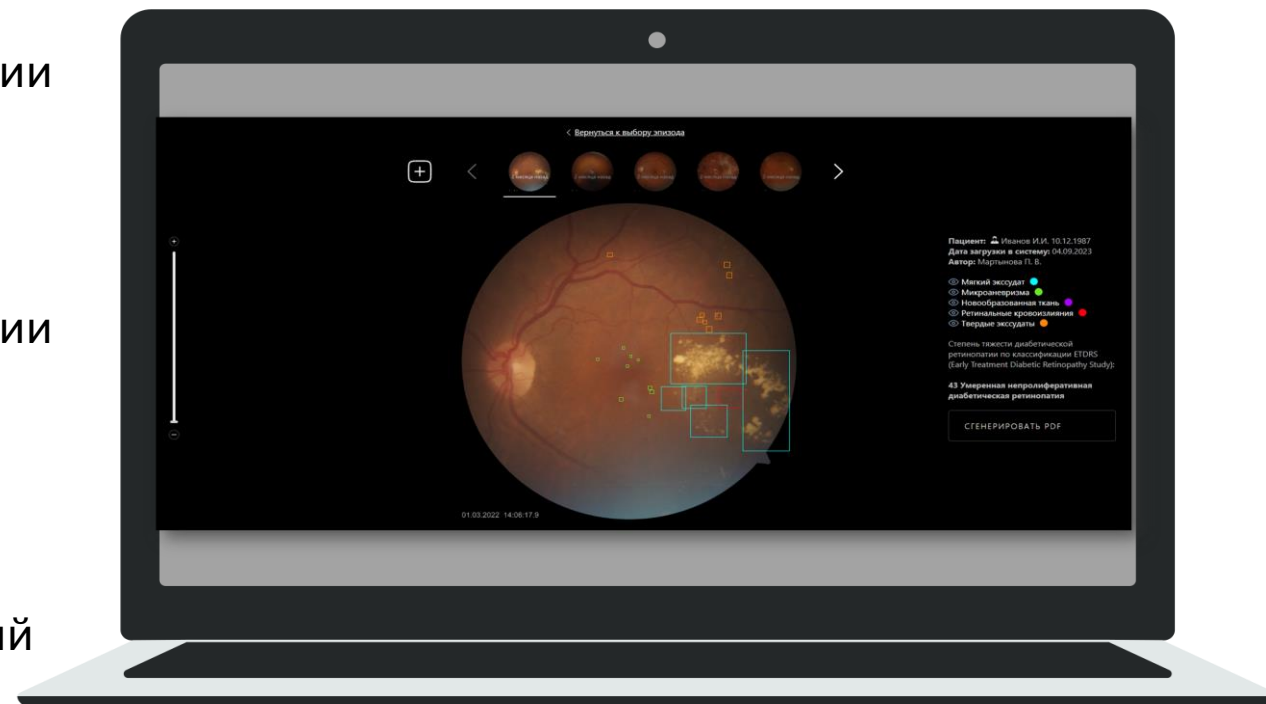 ии
ии
ый
Вернуться к выбору эпизода
Пациент: Иванов И.И. 10.12.1987
Дата загрузки в систему: 04.09.2023
Автор: Мартынова П. В.
Мягкий экссудат
Микроаневризма
Новообразованная ткань
Ретинальные кровоизлияния
Твердые экссудаты
Степень тяжести диабетической
ретинопатии по классификации ETDRS
(Early Treatment Diabetic Retinopathy Study):
43 Умеренная непролиферативная
диабетическая ретинопатия
СГЕНЕРИРОВАТЬ PDF
01.03.2022 14:06:17.9